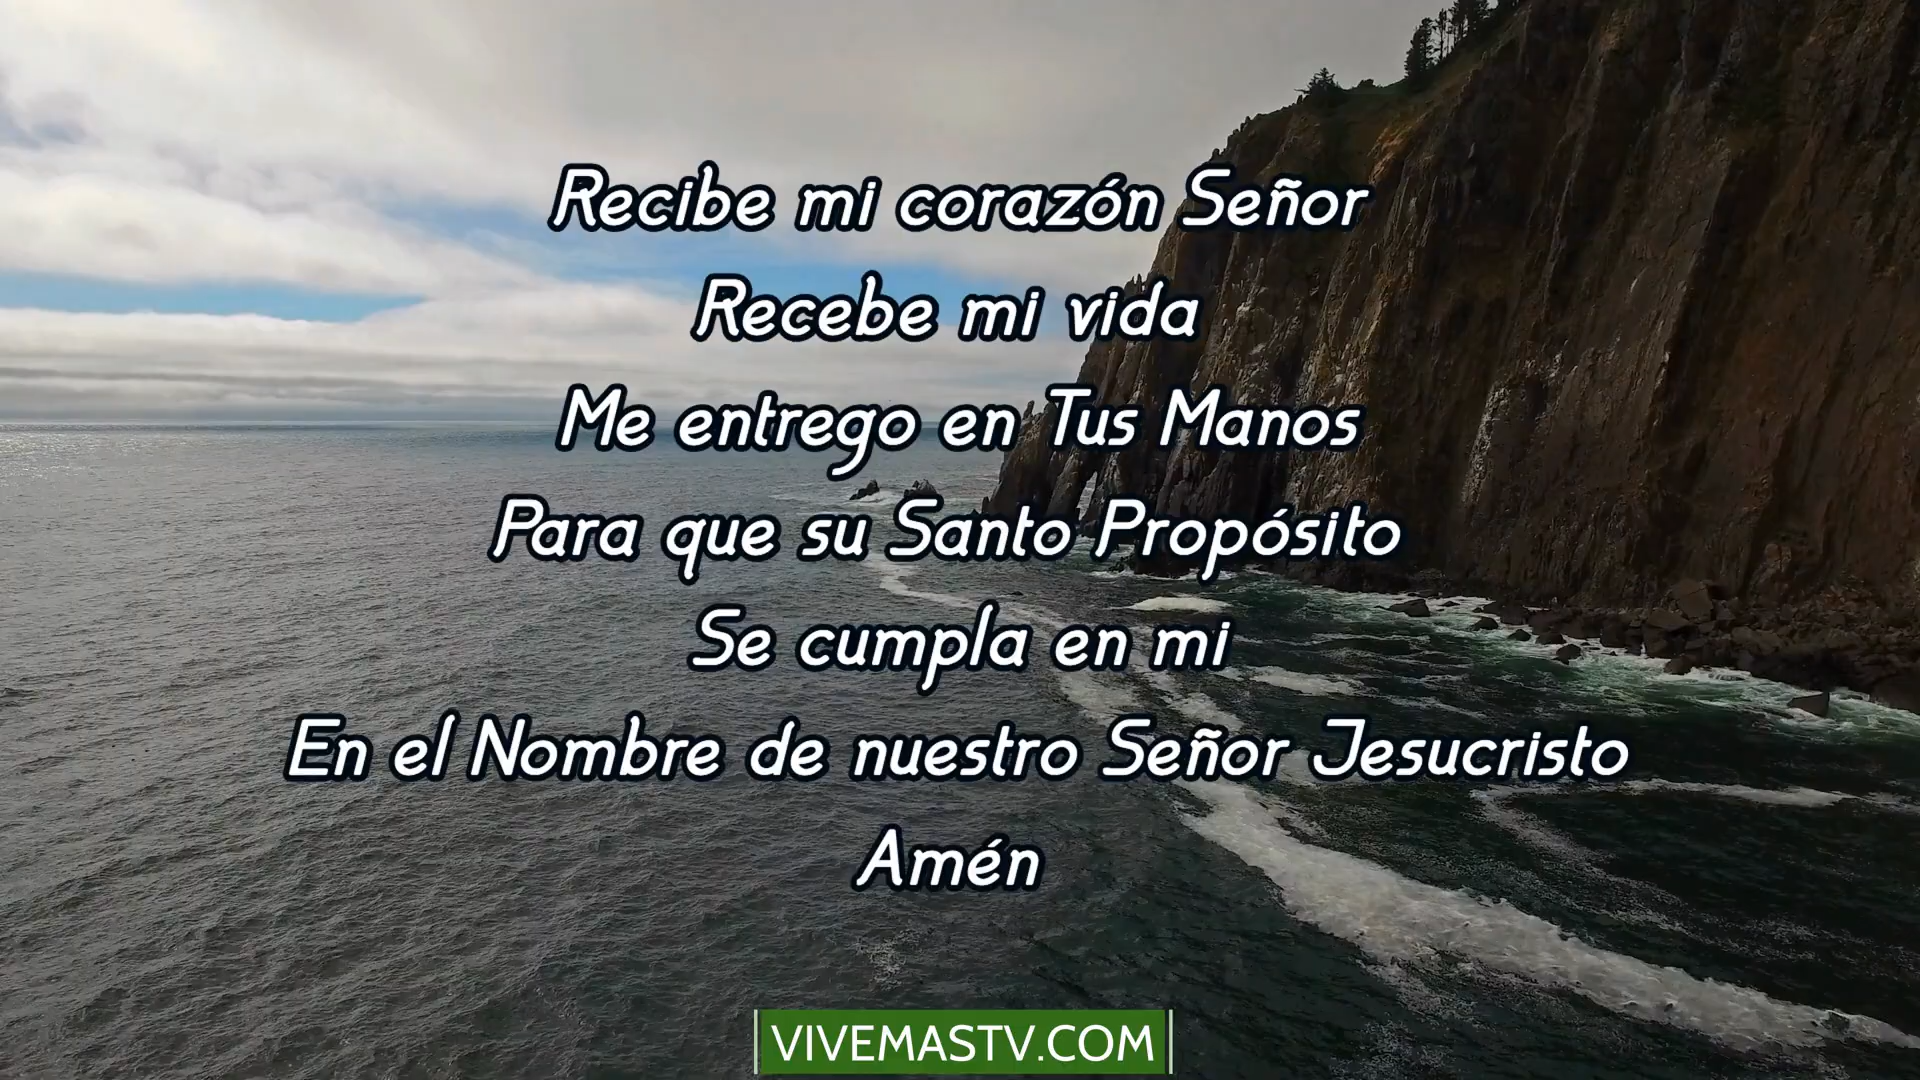 Recibe mi corazón Señor
Recebe mi vida
Me entrego en Tus Manos
Para que su Santo Propósito
Se cumpla en mi
En el Nombre de nuestro Señor Jesucristo
Amén
VIVEMASTV.COM